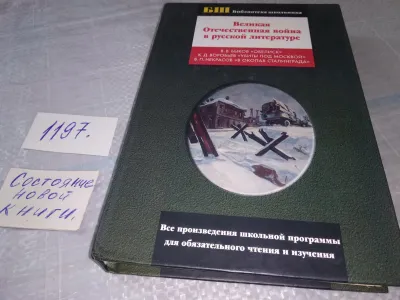 БШ Библиотека школьника
Великая
Отечественная война
в русской литературе
В. В. БЫКОВ «ОБЕЛИСК»
К. Д. ВОРОБЬЕВ «УБИТЫ ПОД МОСКВОЙ»
В. П. НЕКРАСОВ «В ОКОПАХ СТАЛИНГРАДА»
1197.
Состояние
новой
книги.
Все произведения школьной программы
для обязательного чтения и изучения